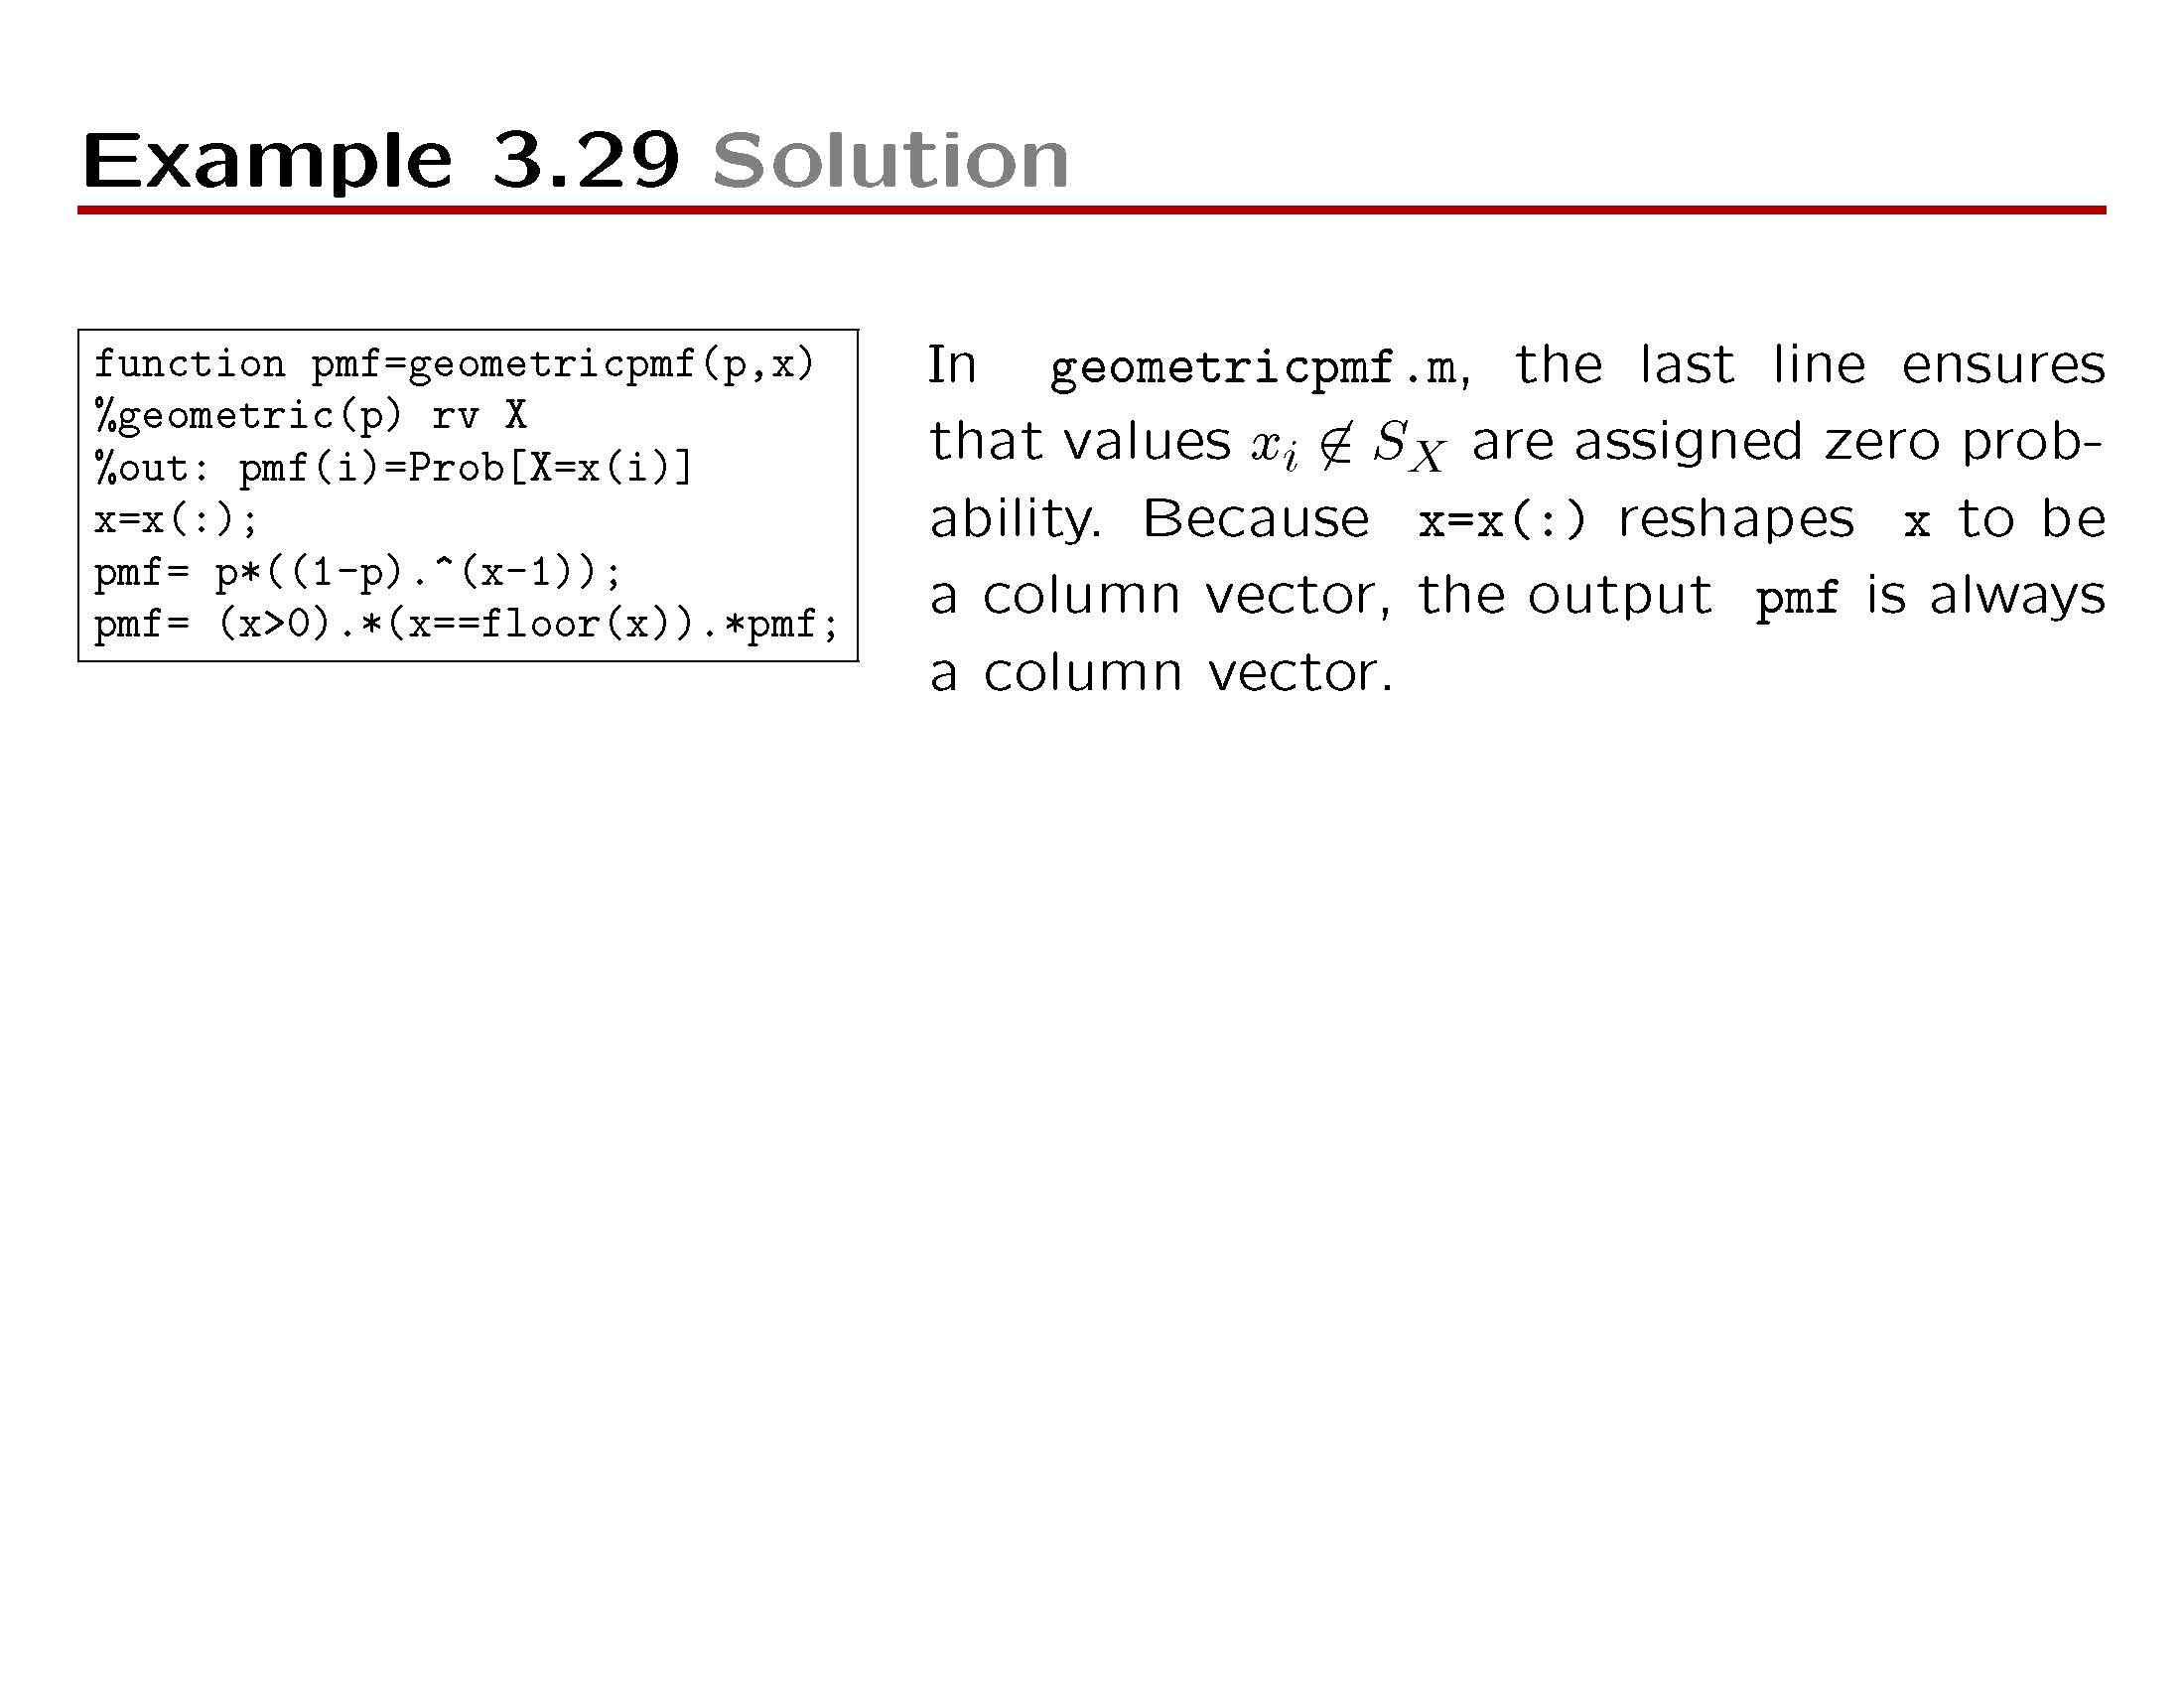 Example 3.29 Solution
function pmf=geometricpmf(p,x)
%geometric(p) rv X
%out: pmf(i)=Prob[X=x(i)]
x=x(:);
pmf= p*((1-p).^(x-1));
pmf= (x>0).*(x==floor(x)).*pmf;
In geometricpmf.m, the last line ensures
that values xᵢ ∉ S_X are assigned zero prob-
ability. Because x=x(:) reshapes x to be
a column vector, the output pmf is always
a column vector.